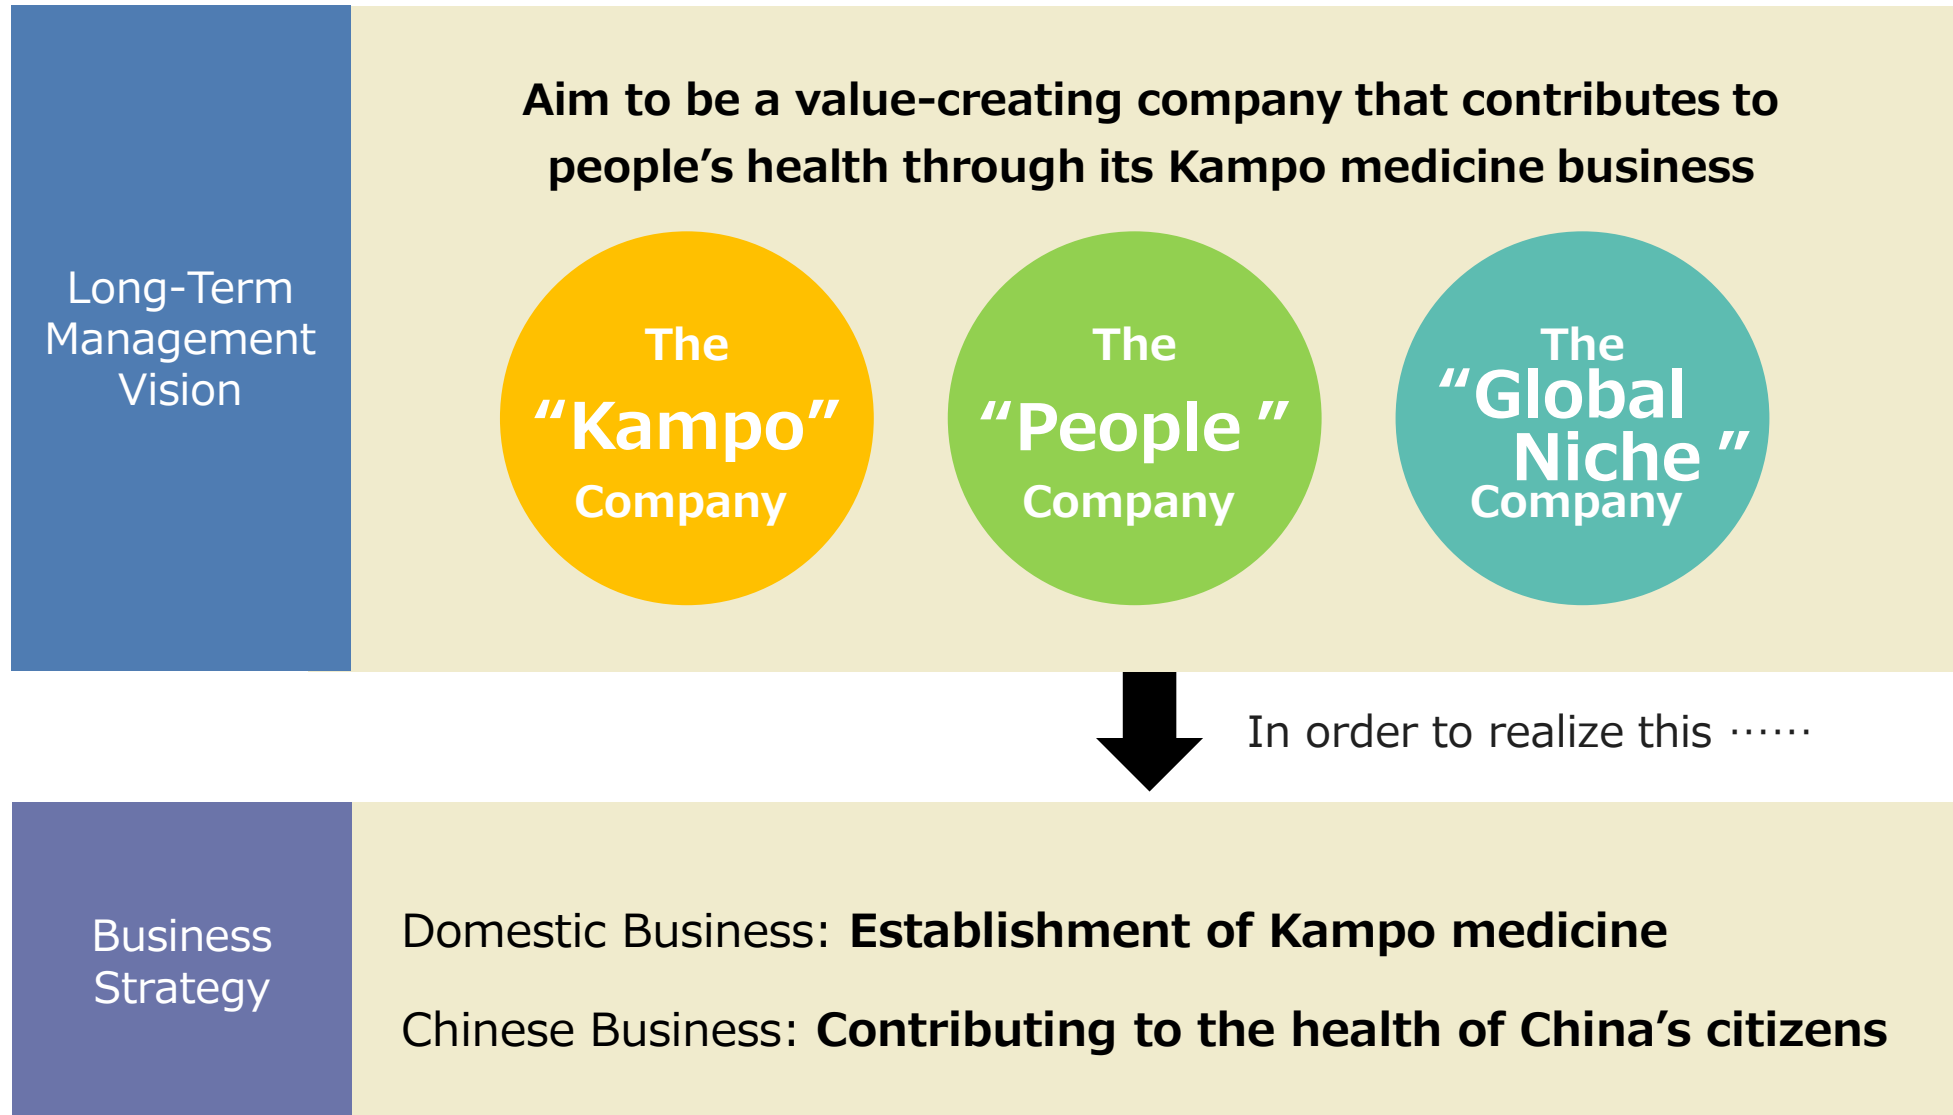 Long-Term
Management
Vision
Aim to be a value-creating company that contributes to
people’s health through its Kampo medicine business
The
“Kampo”
Company
The
“People”
Company
The
“Global
Niche”
Company
In order to realize this ⋯⋯
Business
Strategy
Domestic Business: Establishment of Kampo medicine
Chinese Business: Contributing to the health of China’s citizens